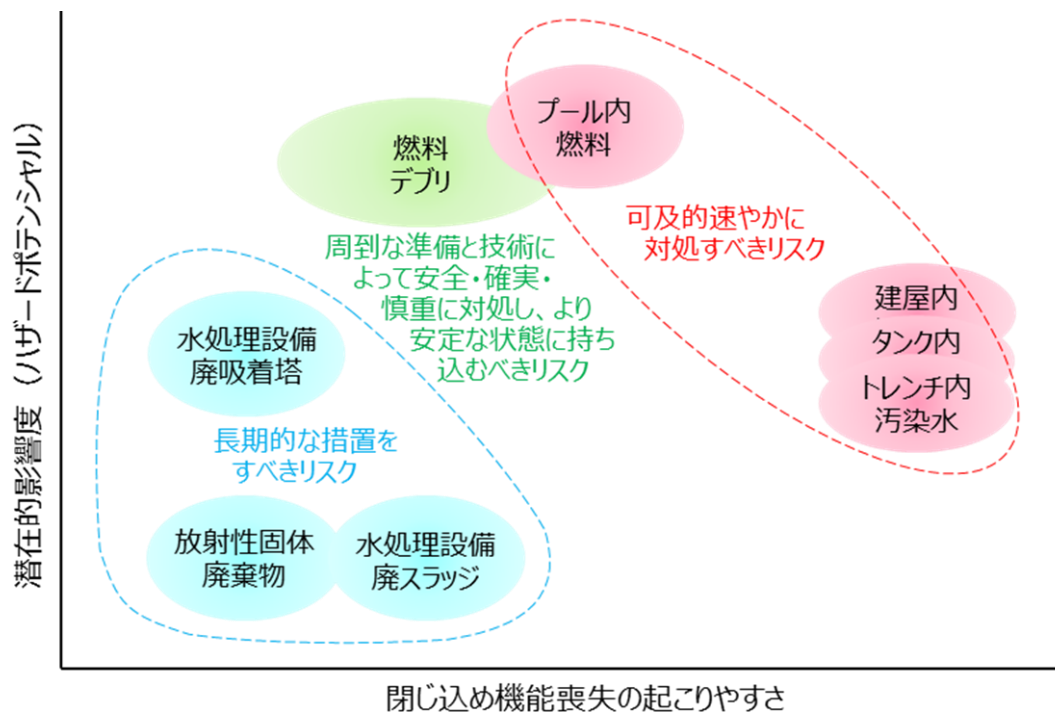 潜在的影響度 (ハザードポテンシャル)
プール内
燃料
燃料
デブリ
可及的速やかに
対処すべきリスク
周到な準備と技術に
よって安全・確実・
慎重に対処し、より
安定な状態に持ち
込むべきリスク
建屋内
タンク内
トレンチ内
汚染水
水処理設備
廃吸着塔
長期的な措置を
すべきリスク
放射性固体
廃棄物
水処理設備
廃スラッジ
閉じ込め機能喪失の起こりやすさ